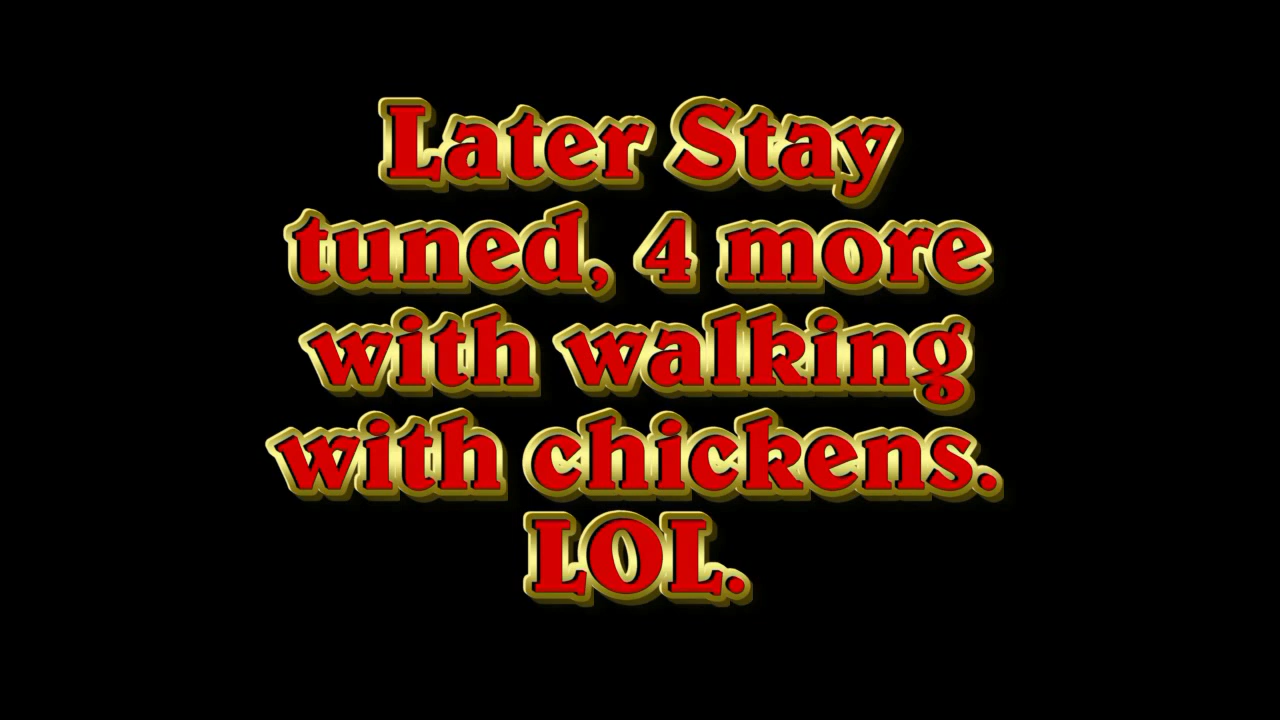 Later Stay
tuned, 4 more
with walking
with chickens.
LOL.